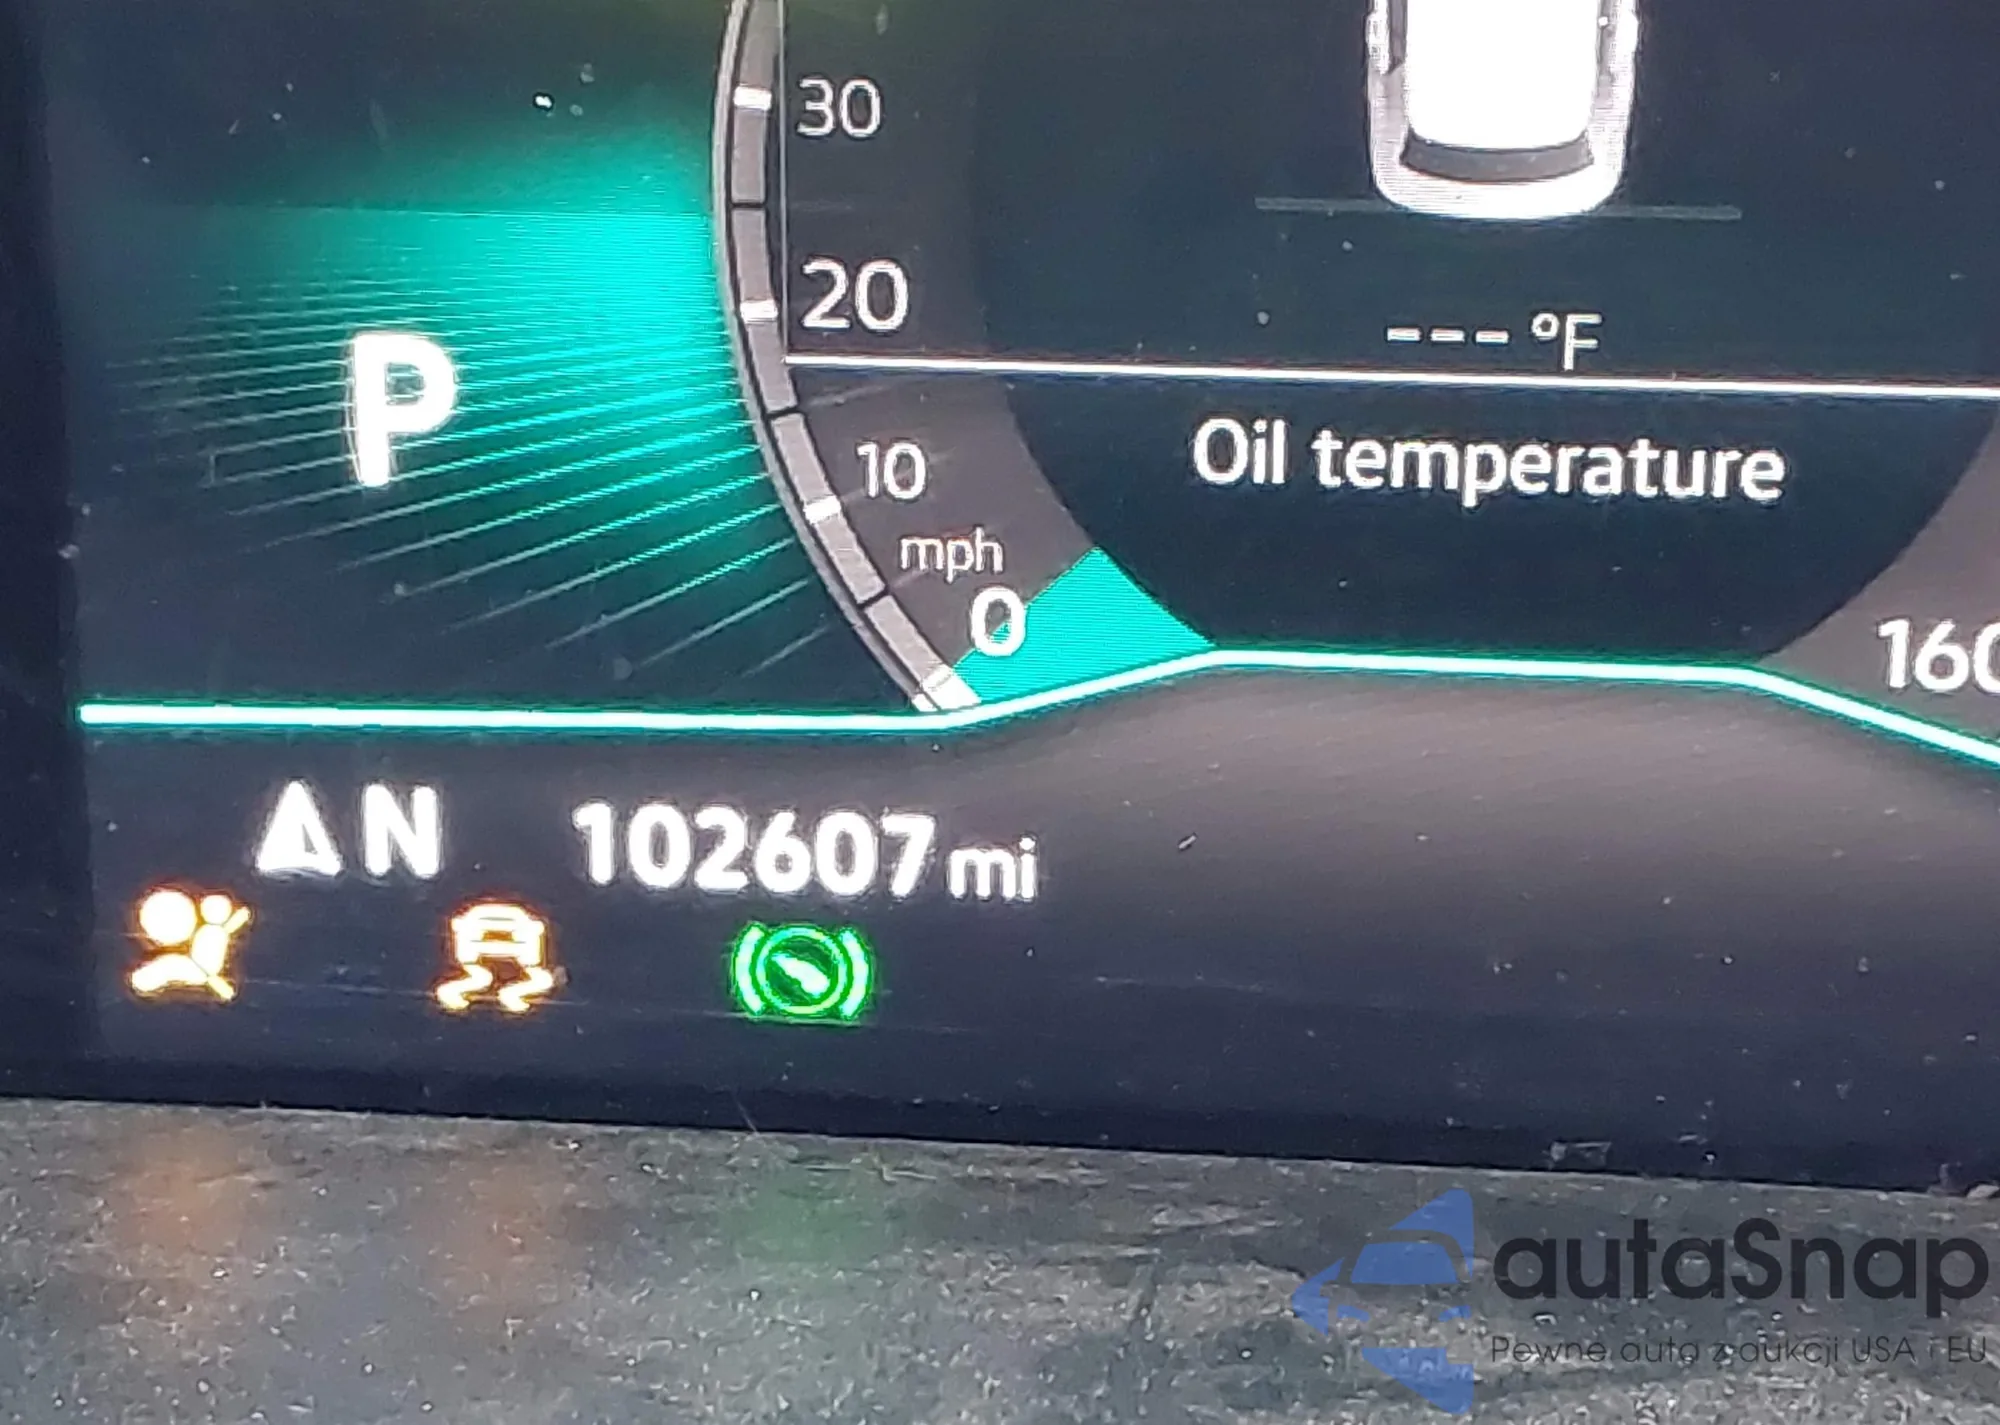 30
20
--- °F
P
Oil temperature
10
mph
0
160
N
102607 mi
autaSnap
Pewne auta z aukcji USA i EU